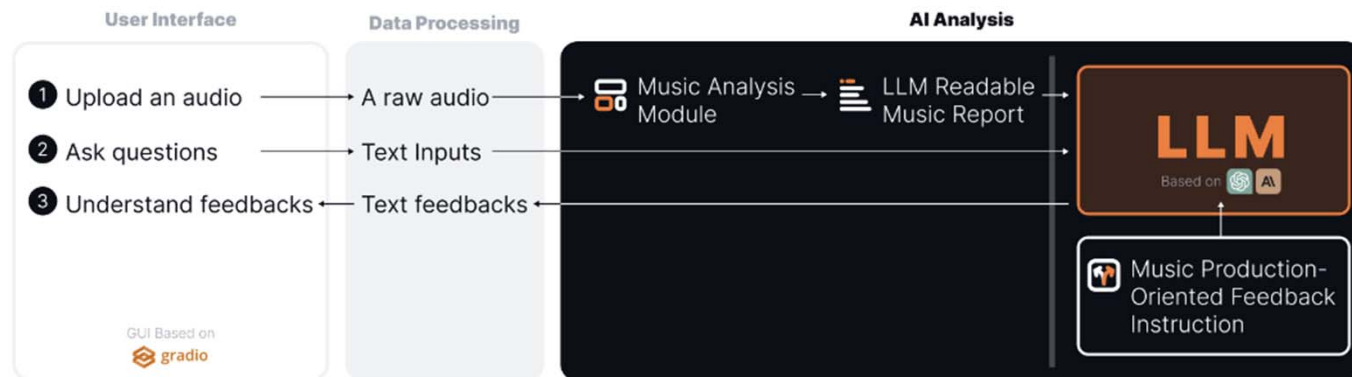 User Interface
Data Processing
AI Analysis
1 Upload an audio
A raw audio
Music Analysis
Module
LLM Readable
Music Report
2 Ask questions
Text Inputs
3 Understand feedbacks
Text feedbacks
LLM
Based on
AI
Music Production-
Oriented Feedback
Instruction
GUI Based on
gradio